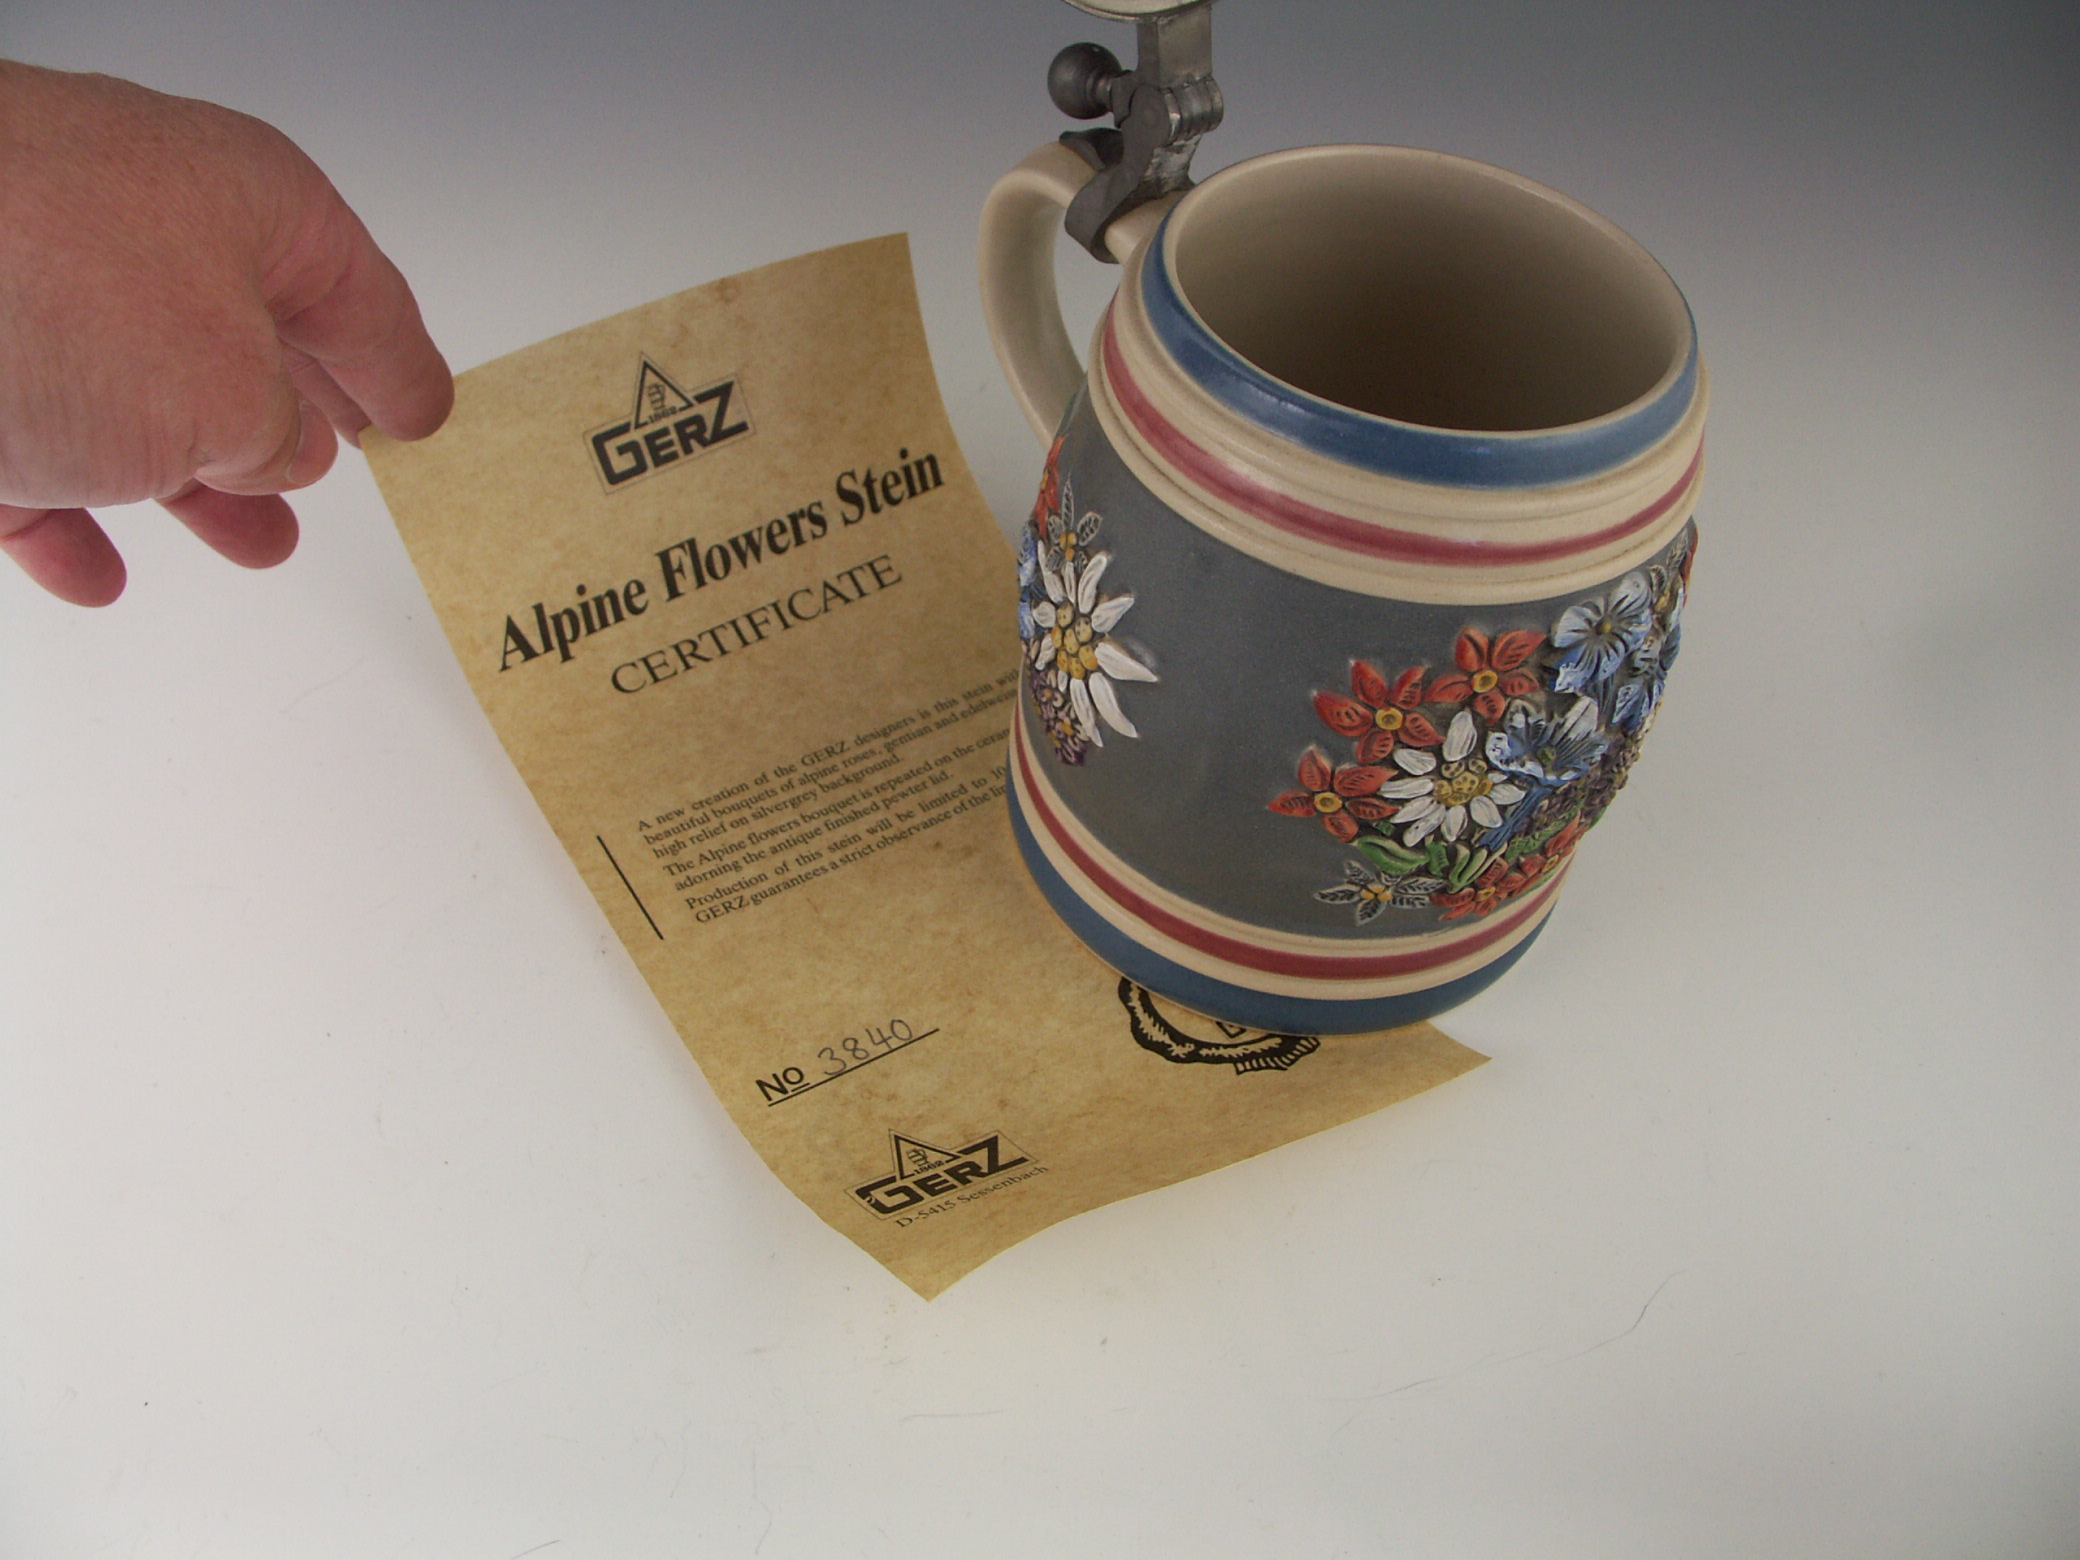 1862
GERZ
Alpine Flowers Stein
CERTIFICATE
A new creation of the GERZ designers is this stein with
beautiful bouquets of alpine roses, gentian and
high relief on silvergrey background.
The Alpine flowers bouquet is repeated on the
adorning the antique finished pewter lid.
Production of this stein will be limited to
GERZ guarantees a strict observance of the
No 3840
1862
GERZ
D-5415 Sessenbach